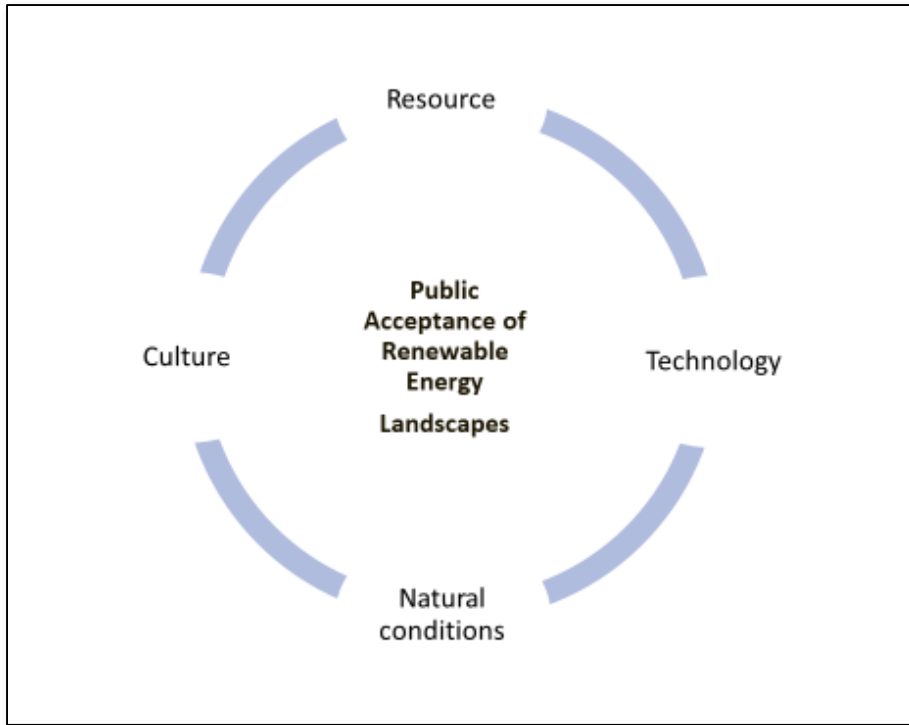 Resource
Public
Acceptance of
Renewable
Energy
Landscapes
Culture
Technology
Natural
conditions